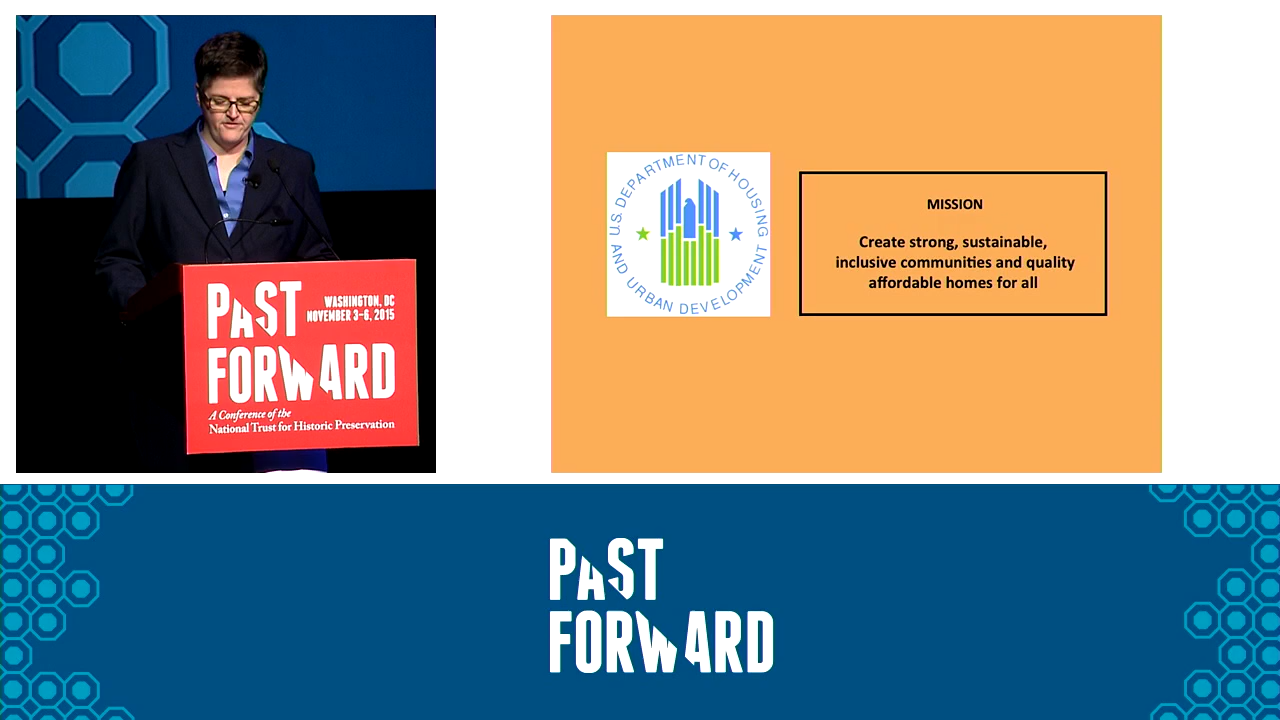 PAST
FORWARD
WASHINGTON, DC
NOVEMBER 3-6, 2015
A Conference of the
National Trust for Historic Preservation
U.S. DEPARTMENT OF HOUSING
AND URBAN DEVELOPMENT
MISSION
Create strong, sustainable,
inclusive communities and quality
affordable homes for all
PAST
FORWARD